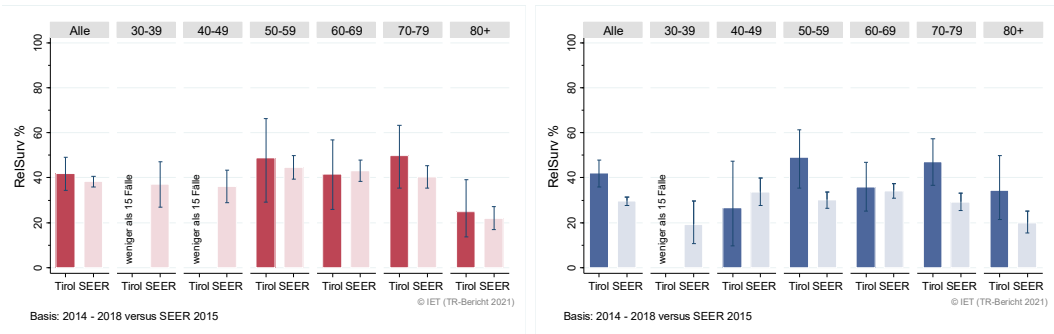 Alle 30-39 40-49 50-59 60-69 70-79 80+
RelSurv %
100
80
60
40
20
0
weniger als 15 Fälle
weniger als 15 Fälle
Tirol SEER Tirol SEER Tirol SEER Tirol SEER Tirol SEER Tirol SEER Tirol SEER
© IET (TR-Bericht 2021)
Basis: 2014 - 2018 versus SEER 2015
Alle 30-39 40-49 50-59 60-69 70-79 80+
RelSurv %
100
80
60
40
20
0
weniger als 15 Fälle
Tirol SEER Tirol SEER Tirol SEER Tirol SEER Tirol SEER Tirol SEER Tirol SEER
© IET (TR-Bericht 2021)
Basis: 2014 - 2018 versus SEER 2015